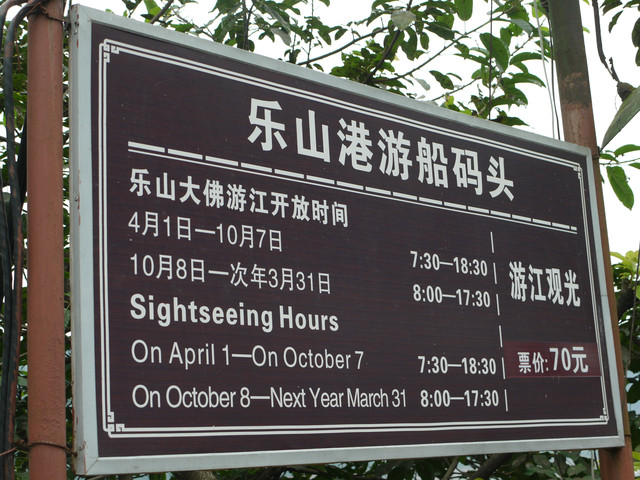 乐山港游船码头
乐山大佛游江开放时间
4月1日—10月7日 7:30—18:30
10月8日—次年3月31日 8:00—17:30
游江观光
Sightseeing Hours
On April 1—On October 7 7:30—18:30
票价:70元
On October 8—Next Year March 31 8:00—17:30